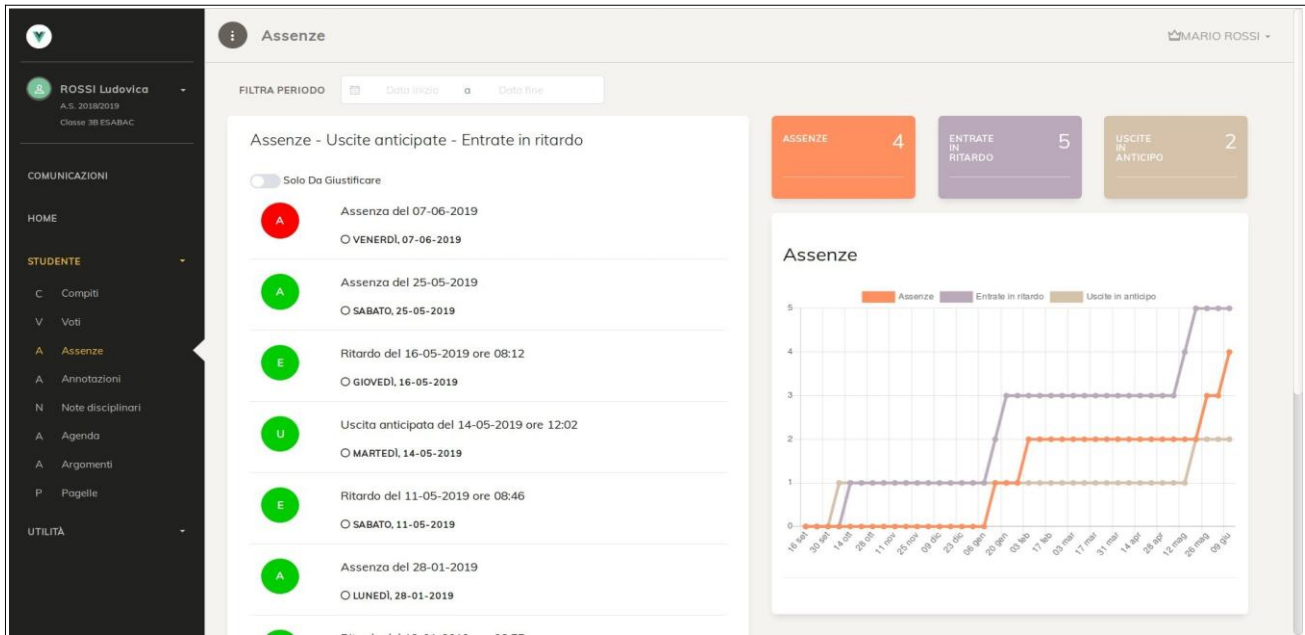 Assenze
MARIO ROSSI
ROSSI Ludovica
A.S. 2018/2019
Classe 3B ESABAC
COMUNICAZIONI
HOME
STUDENTE
C Compiti
V Voti
A Assenze
A Annotazioni
N Note disciplinari
A Agenda
A Argomenti
P Pagelle
UTILITÀ
FILTRA PERIODO Data inizio a Data fine
Assenze - Uscite anticipate - Entrate in ritardo
Solo Da Giustificare
A
Assenza del 07-06-2019
VENERDÌ, 07-06-2019
A
Assenza del 25-05-2019
SABATO, 25-05-2019
E
Ritardo del 16-05-2019 ore 08:12
GIOVEDÌ, 16-05-2019
U
Uscita anticipata del 14-05-2019 ore 12:02
MARTEDÌ, 14-05-2019
E
Ritardo del 11-05-2019 ore 08:46
SABATO, 11-05-2019
A
Assenza del 28-01-2019
LUNEDÌ, 28-01-2019
ASSENZE 4
ENTRATE
IN
RITARDO
5
USCITE
IN
ANTICIPO
2
Assenze
Assenze Entrate in ritardo Uscite in anticipo
5
4
3
2
1
0
16 set 30 set 14 ott 28 ott 11 nov 25 nov 09 dic 23 dic 06 gen 20 gen 03 feb 17 feb 03 mar 17 mar 31 mar 14 apr 28 apr 12 mag 26 mag 09 giu